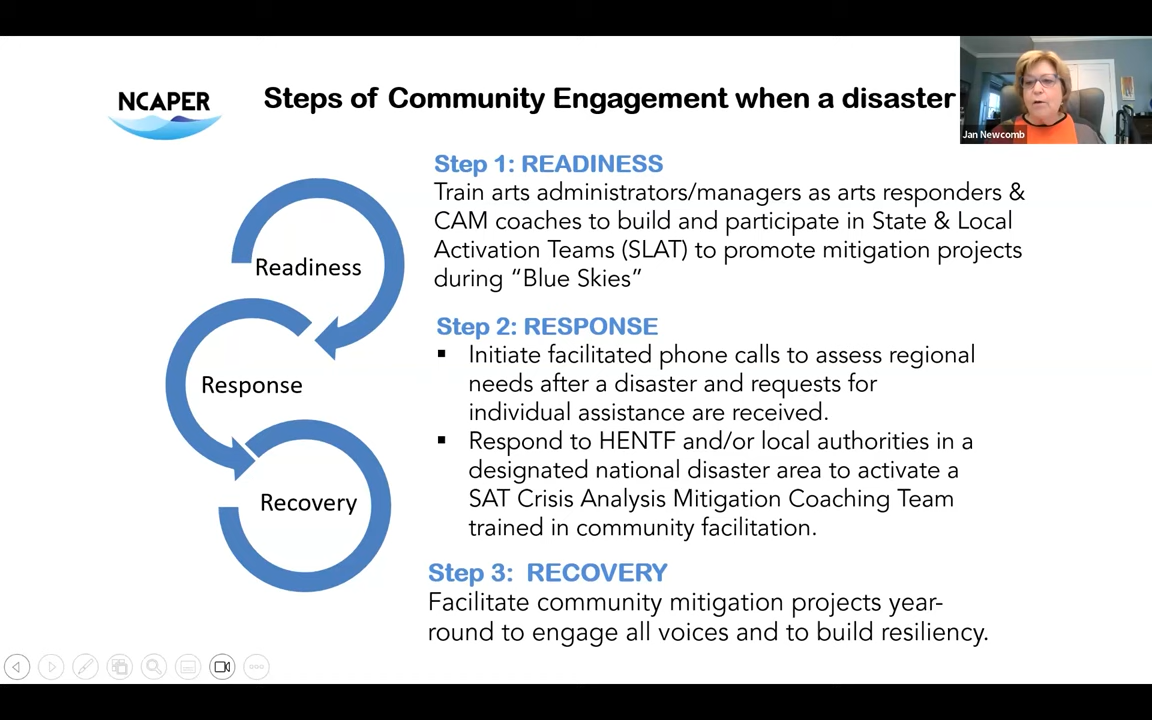 NCAPER
Steps of Community Engagement when a disaster
Jan Newcomb
Step 1: READINESS
Train arts administrators/managers as arts responders &
CAM coaches to build and participate in State & Local
Activation Teams (SLAT) to promote mitigation projects
during “Blue Skies”
Readiness
Step 2: RESPONSE
▪ Initiate facilitated phone calls to assess regional
needs after a disaster and requests for
individual assistance are received.
▪ Respond to HENTF and/or local authorities in a
designated national disaster area to activate a
SAT Crisis Analysis Mitigation Coaching Team
trained in community facilitation.
Response
Step 3: RECOVERY
Facilitate community mitigation projects year-
round to engage all voices and to build resiliency.
Recovery